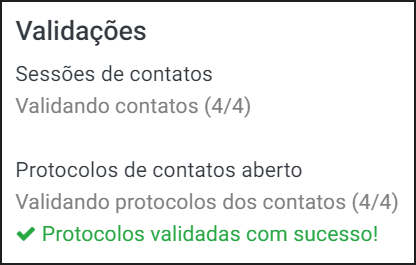 Validações
Sessões de contatos
Validando contatos (4/4)
Protocolos de contatos aberto
Validando protocolos dos contatos (4/4)
✔ Protocolos validadas com sucesso!